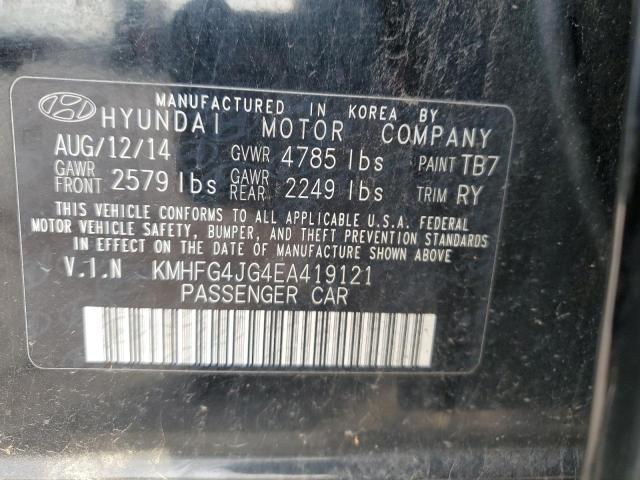 MANUFACTURED IN KOREA BY
HYUNDAI MOTOR COMPANY
AUG/12/14 GVWR 4785 lbs PAINT TB7
GAWR FRONT 2579 lbs GAWR REAR 2249 lbs TRIM RY
THIS VEHICLE CONFORMS TO ALL APPLICABLE U.S.A. FEDERAL
MOTOR VEHICLE SAFETY, BUMPER, AND THEFT PREVENTION STANDARDS
IN EFFECT ON THE DATE OF MANUFACTURE SHOWN ABOVE
V.I.N KMHFG4JG4EA419121
PASSENGER CAR